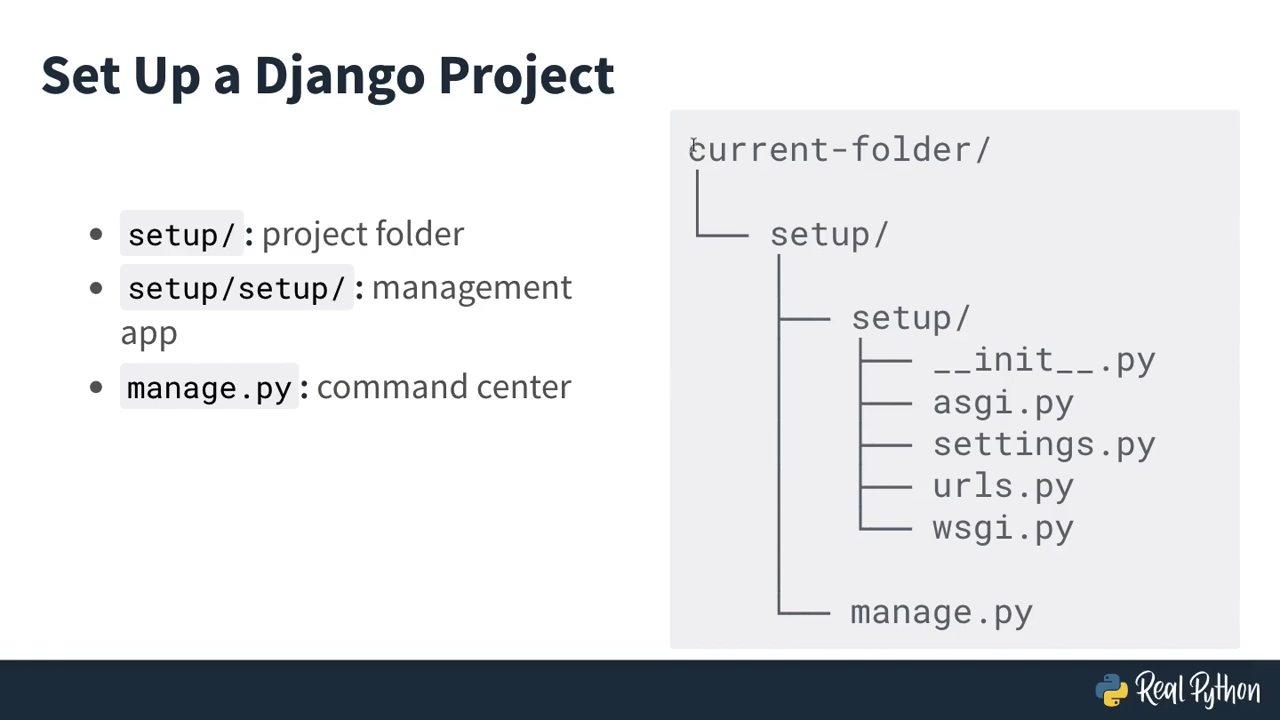 Set Up a Django Project
setup/: project folder
setup/setup/: management
app
manage.py: command center
current-folder/
setup/
setup/
__init__.py
asgi.py
settings.py
urls.py
wsgi.py
manage.py
Real Python